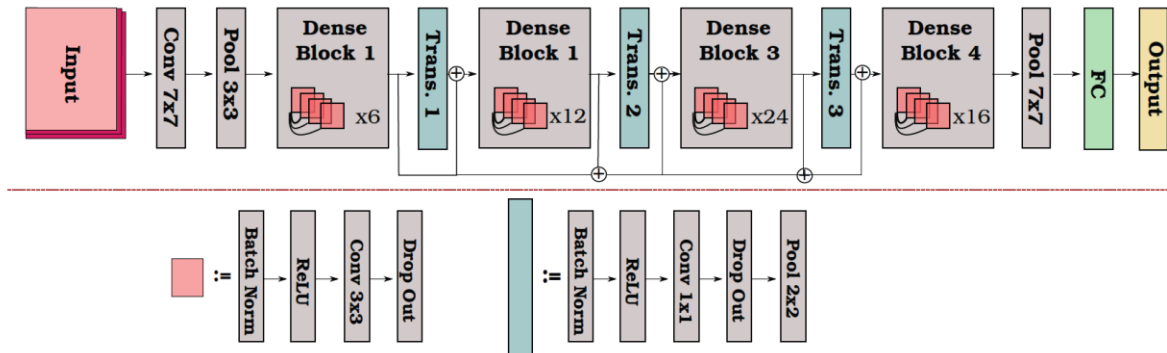 Input
Conv 7x7
Pool 3x3
Dense
Block 1
x6
Trans. 1
Dense
Block 1
x12
Trans. 2
Dense
Block 3
x24
Trans. 3
Dense
Block 4
x16
Pool 7x7
FC
Output
::=
Batch Norm
ReLU
Conv 3x3
Drop Out
::=
Batch Norm
ReLU
Conv 1x1
Drop Out
Pool 2x2